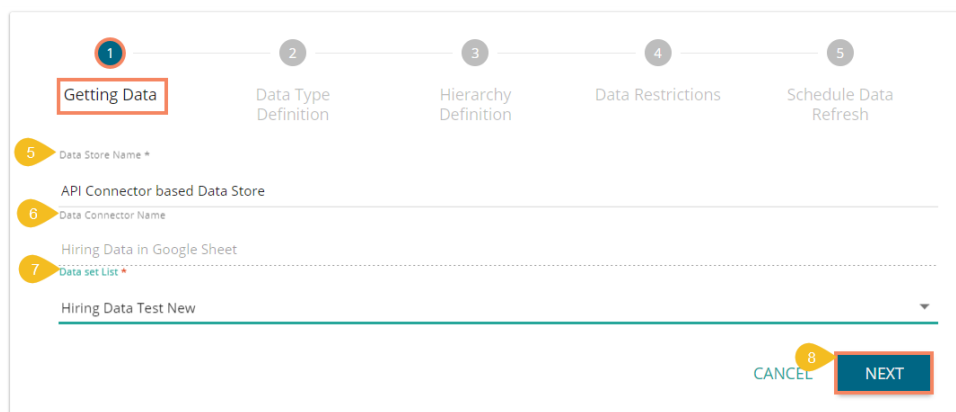 1 2 3 4 5
Getting Data Data Type Hierarchy Data Restrictions Schedule Data
Definition Definition Refresh
5 Data Store Name *
API Connector based Data Store
6 Data Connector Name
Hiring Data in Google Sheet
7 Data set List *
Hiring Data Test New
8
CANCEL NEXT